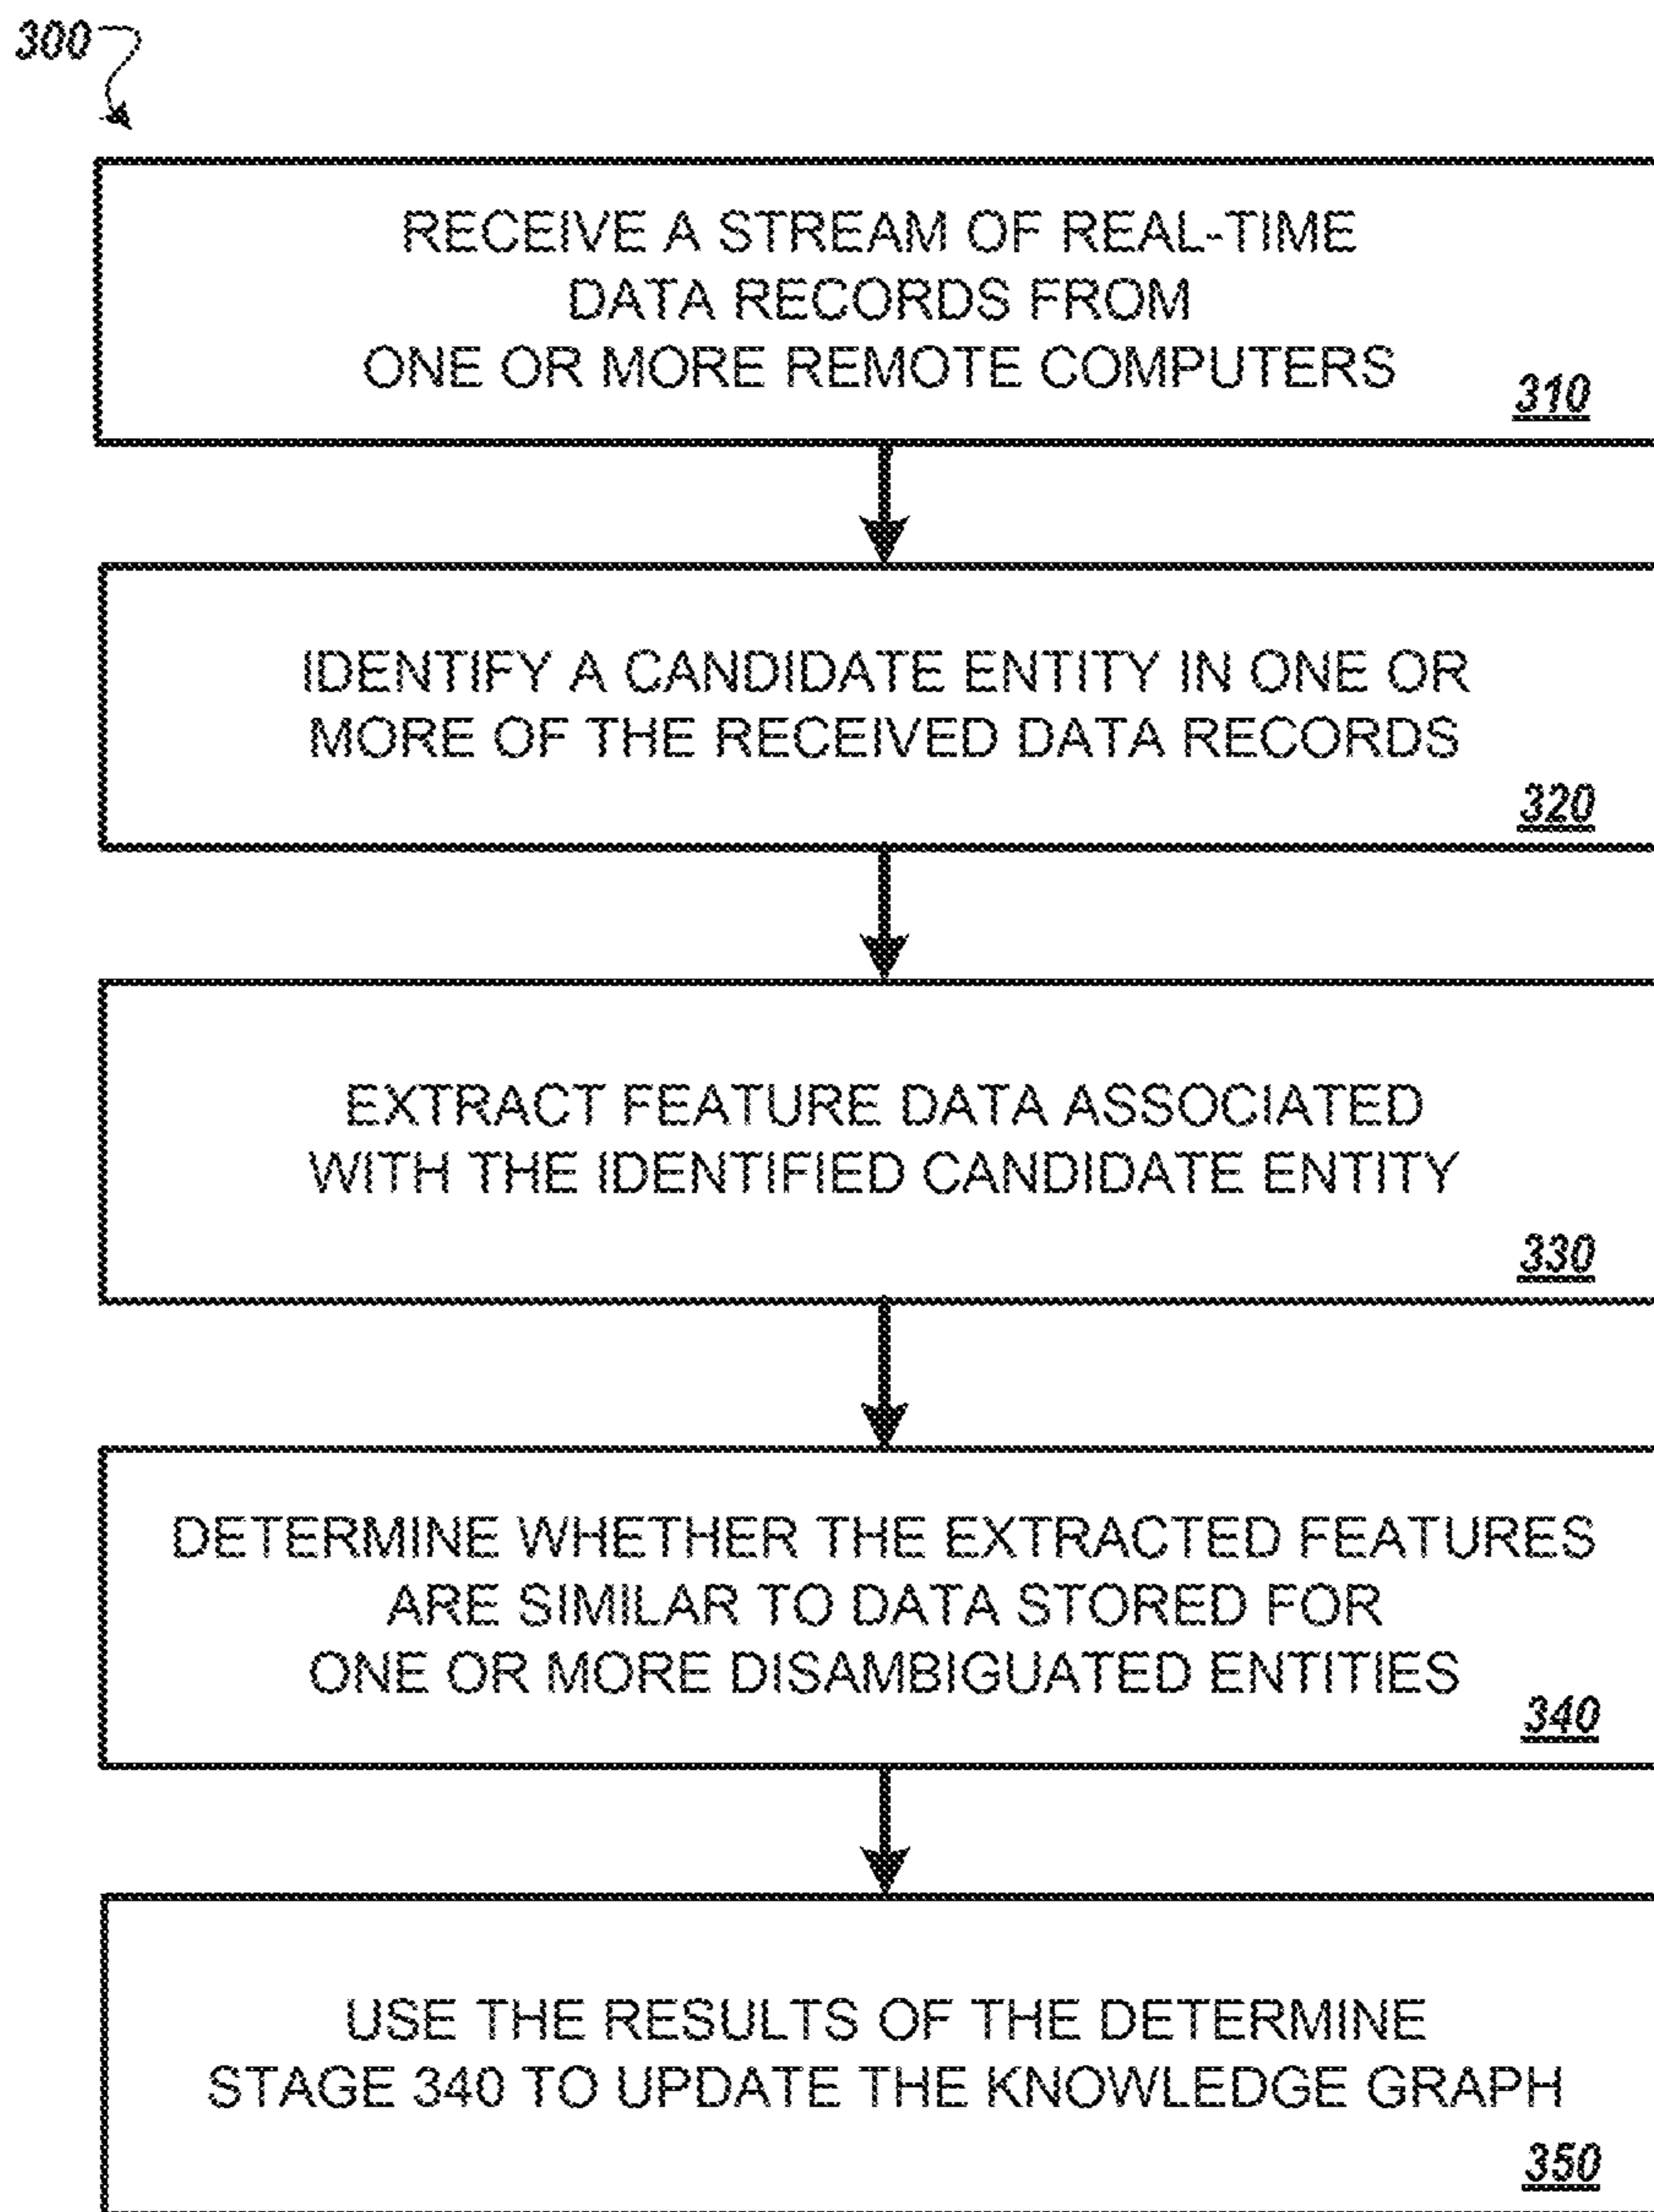 300
RECEIVE A STREAM OF REAL-TIME
DATA RECORDS FROM
ONE OR MORE REMOTE COMPUTERS
310
IDENTIFY A CANDIDATE ENTITY IN ONE OR
MORE OF THE RECEIVED DATA RECORDS
320
EXTRACT FEATURE DATA ASSOCIATED
WITH THE IDENTIFIED CANDIDATE ENTITY
330
DETERMINE WHETHER THE EXTRACTED FEATURES
ARE SIMILAR TO DATA STORED FOR
ONE OR MORE DISAMBIGUATED ENTITIES
340
USE THE RESULTS OF THE DETERMINE
STAGE 340 TO UPDATE THE KNOWLEDGE GRAPH
350